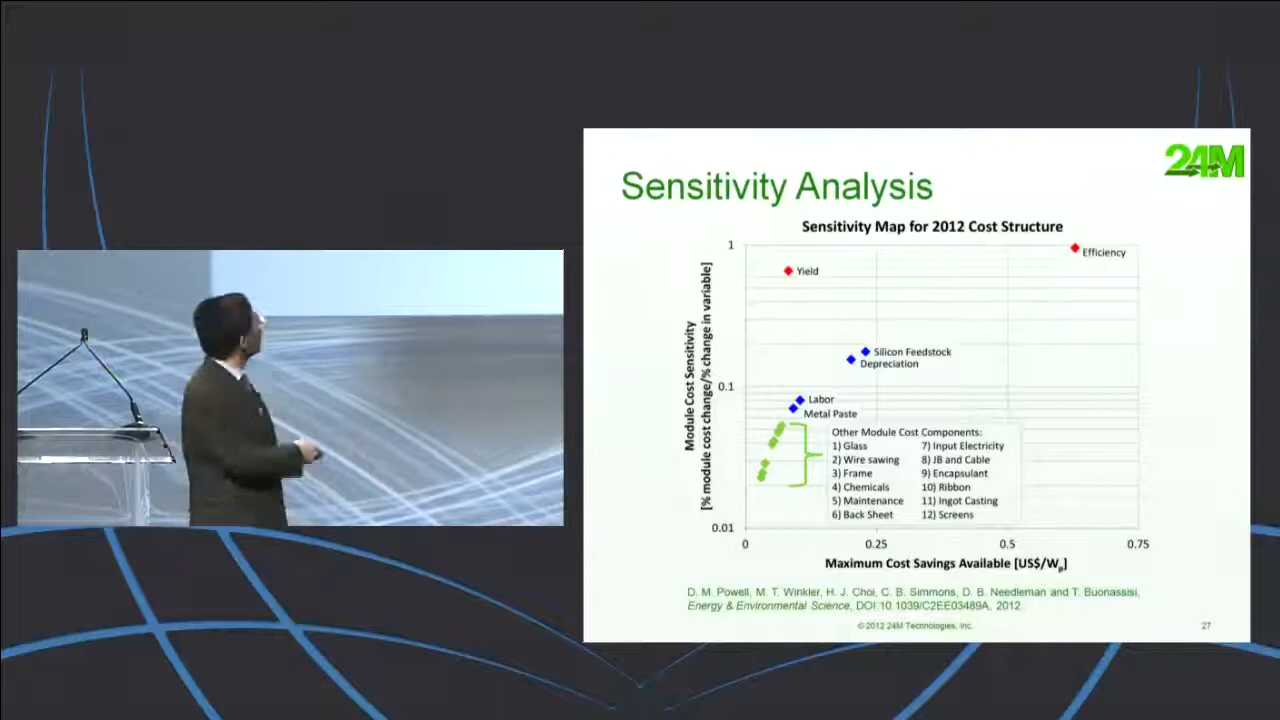 24M
Sensitivity Analysis
Sensitivity Map for 2012 Cost Structure
Module Cost Sensitivity
[% module cost change/% change in variable]
1
0.1
0.01
Efficiency
Yield
Silicon Feedstock
Depreciation
Labor
Metal Paste
Other Module Cost Components:
1) Glass 7) Input Electricity
2) Wire sawing 8) JB and Cable
3) Frame 9) Encapsulant
4) Chemicals 10) Ribbon
5) Maintenance 11) Ingot Casting
6) Back Sheet 12) Screens
0 0.25 0.5 0.75
Maximum Cost Savings Available [US$/Wp]
D. M. Powell, M. T. Winkler, H. J. Choi, C. B. Simmons, D. B. Needleman and T. Buonassisi,
Energy & Environmental Science, DOI:10.1039/C2EE03489A, 2012.
© 2012 24M Technologies, Inc.
27